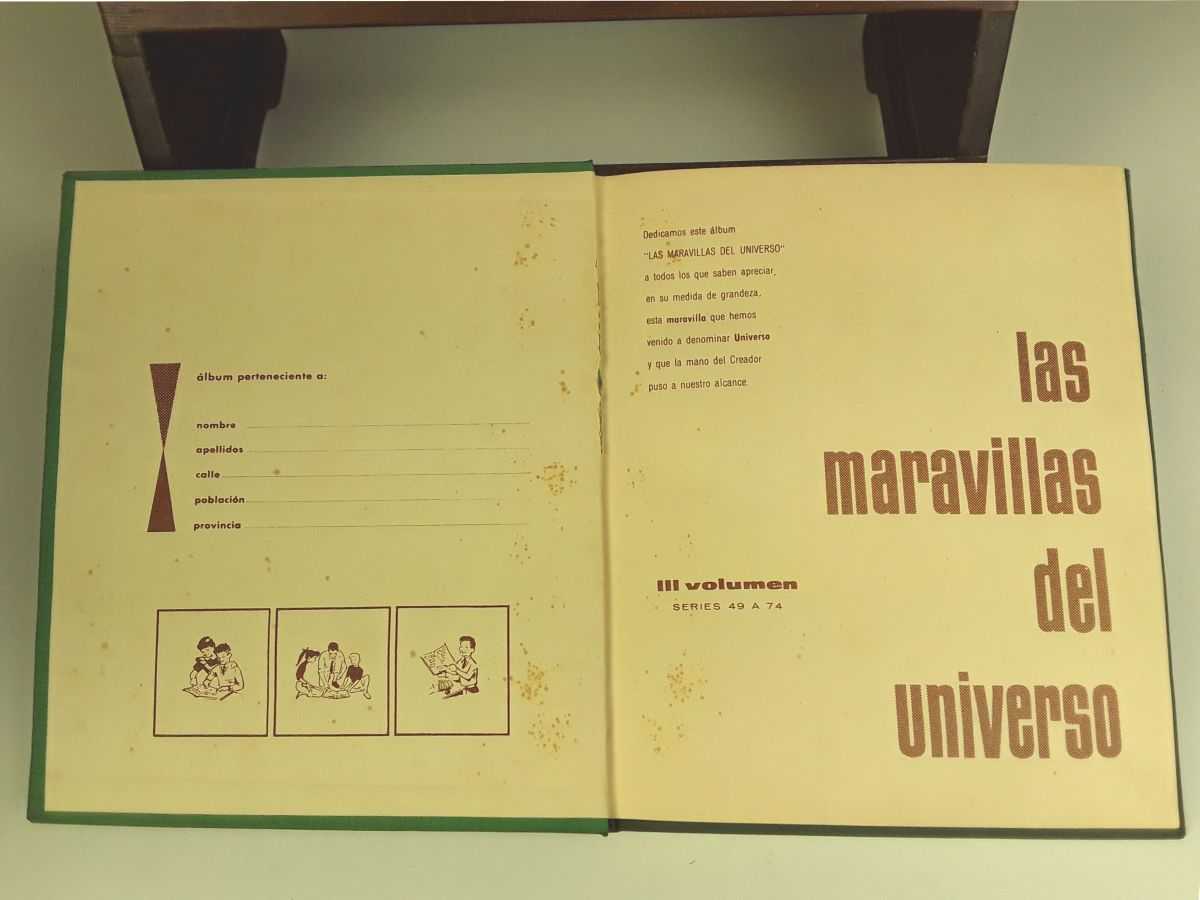 álbum perteneciente a:
nombre
apellidos
calle
población
provincia
Dedicamos este álbum
"LAS MARAVILLAS DEL UNIVERSO"
a todos los que saben apreciar,
en su medida de grandeza,
esta maravilla que hemos
venido a denominar Universo
y que la mano del Creador
puso a nuestro alcance.
las
maravillas
del
universo
III volumen
SERIES 49 A 74